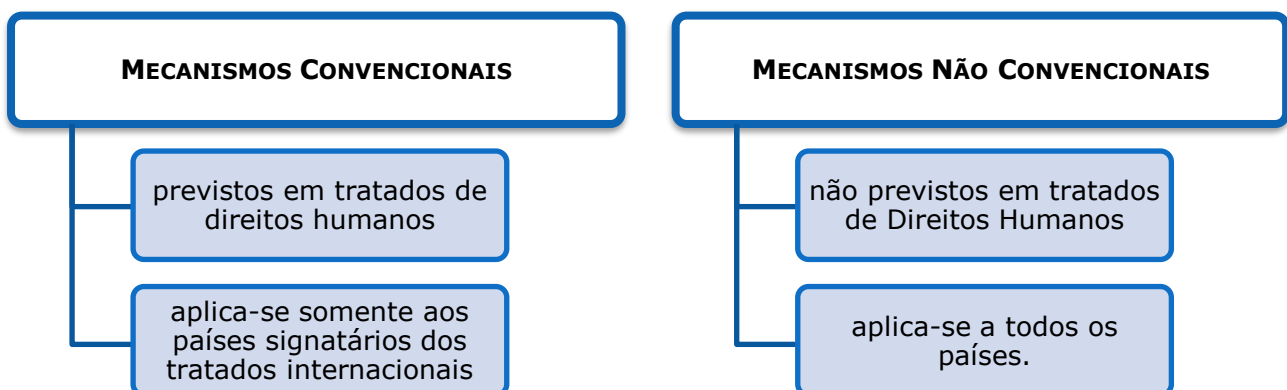 MECANISMOS CONVENCIONAIS
previstos em tratados de
direitos humanos
aplica-se somente aos
países signatários dos
tratados internacionais
MECANISMOS NÃO CONVENCIONAIS
não previstos em tratados
de Direitos Humanos
aplica-se a todos os
países.